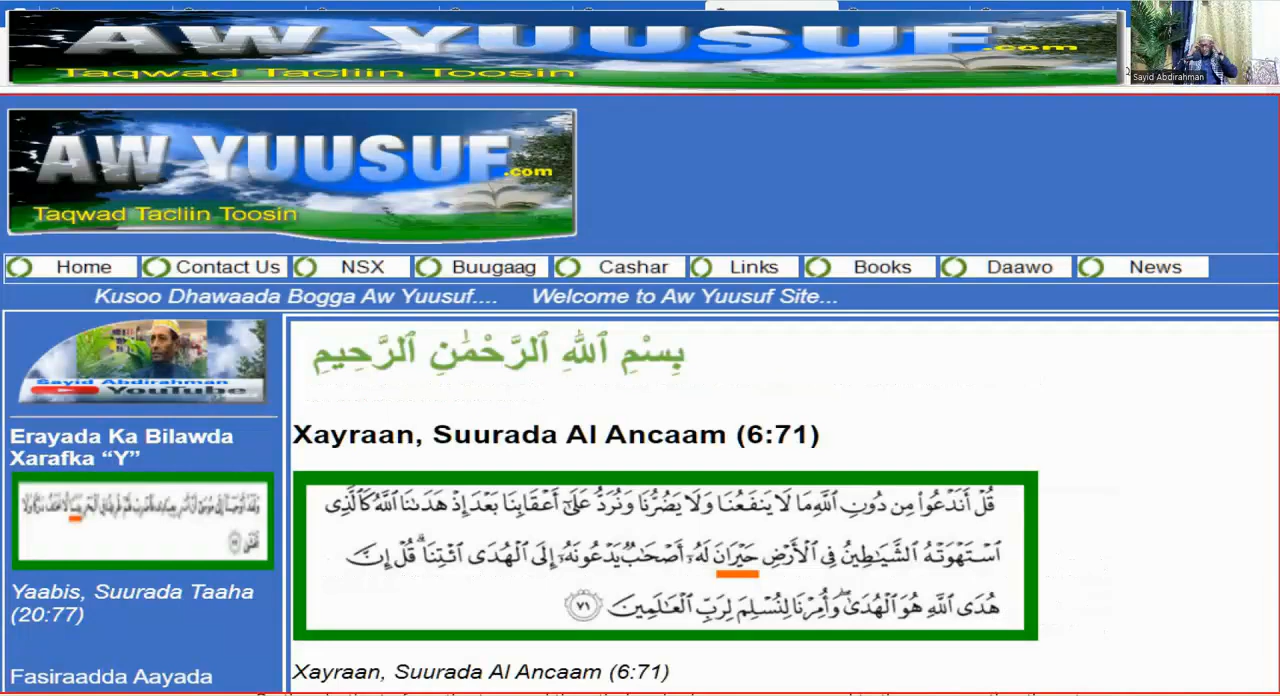 AW YUUSUF.com
Taqwad Tacliin Toosin
Sayid Abdirahman
AW YUUSUF.com
Taqwad Tacliin Toosin
Home Contact Us NSX Buugaag Cashar Links Books Daawo News
Kusoo Dhawaada Bogga Aw Yuusuf.... Welcome to Aw Yuusuf Site...
Sayid Abdirahman
YouTube
Erayada Ka Bilawda
Xarafka “Y”
Yaabis, Suurada Taaha
(20:77)
Fasiraadda Aayada
بِسْمِ ٱللَّهِ ٱلرَّحْمَٰنِ ٱلرَّحِيمِ
Xayraan, Suurada Al Ancaam (6:71)
قُلْ أَنَدْعُوا۟ مِن دُونِ ٱللَّهِ مَا لَا يَنفَعُنَا وَلَا يَضُرُّنَا وَنُرَدُّ عَلَىٰٓ أَعْقَابِنَا بَعْدَ إِذْ هَدَىٰنَا ٱللَّهُ كَٱلَّذِى
ٱسْتَهْوَتْهُ ٱلشَّيَٰطِينُ فِى ٱلْأَرْضِ حَيْرَانَ لَهُۥٓ أَصْحَٰبٌ يَدْعُونَهُۥٓ إِلَى ٱلْهُدَى ٱئْتِنَا ۗ قُلْ إِنَّ
هُدَى ٱللَّهِ هُوَ ٱلْهُدَىٰ ۖ وَأُمِرْنَا لِنُسْلِمَ لِرَبِّ ٱلْعَٰلَمِينَ ٧١
Xayraan, Suurada Al Ancaam (6:71)